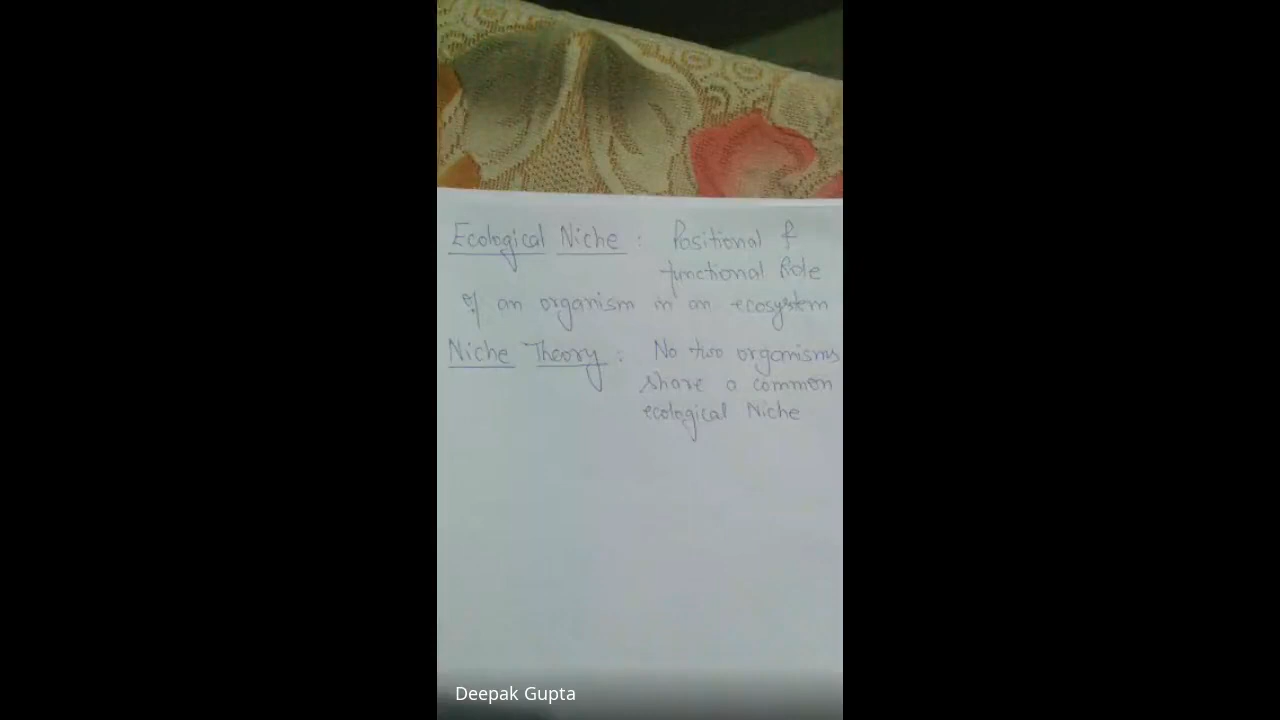 Ecological Niche : Positional &
functional Role
of an organism in an ecosystem
Niche Theory : No two organisms
share a common
ecological Niche
Deepak Gupta